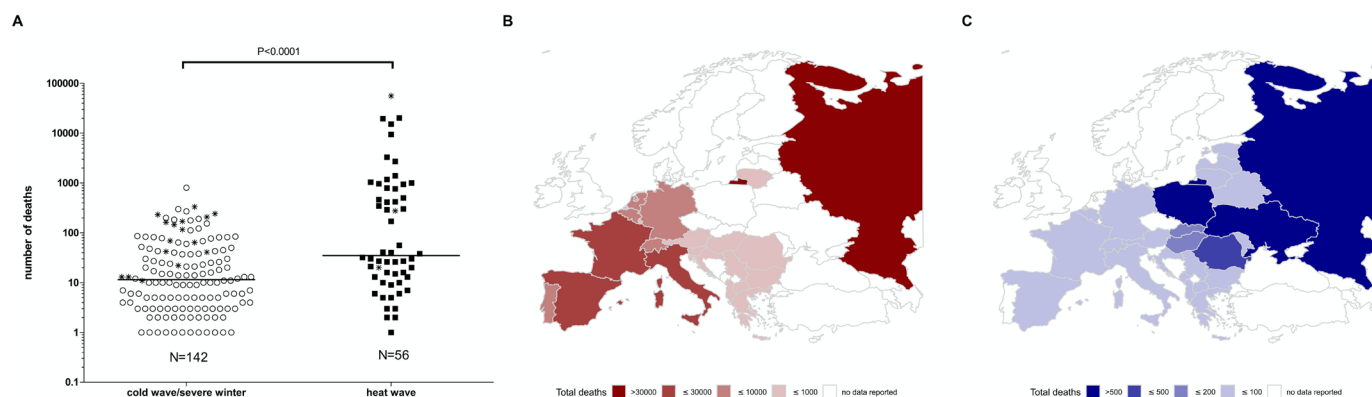 A
P<0.0001
number of deaths
100000
10000
1000
100
10
1
0.1
N=142
N=56
cold wave/severe winter
heat wave
B
Total deaths >30000 ≤ 30000 ≤ 10000 ≤ 1000 no data reported
C
Total deaths >500 ≤ 500 ≤ 200 ≤ 100 no data reported